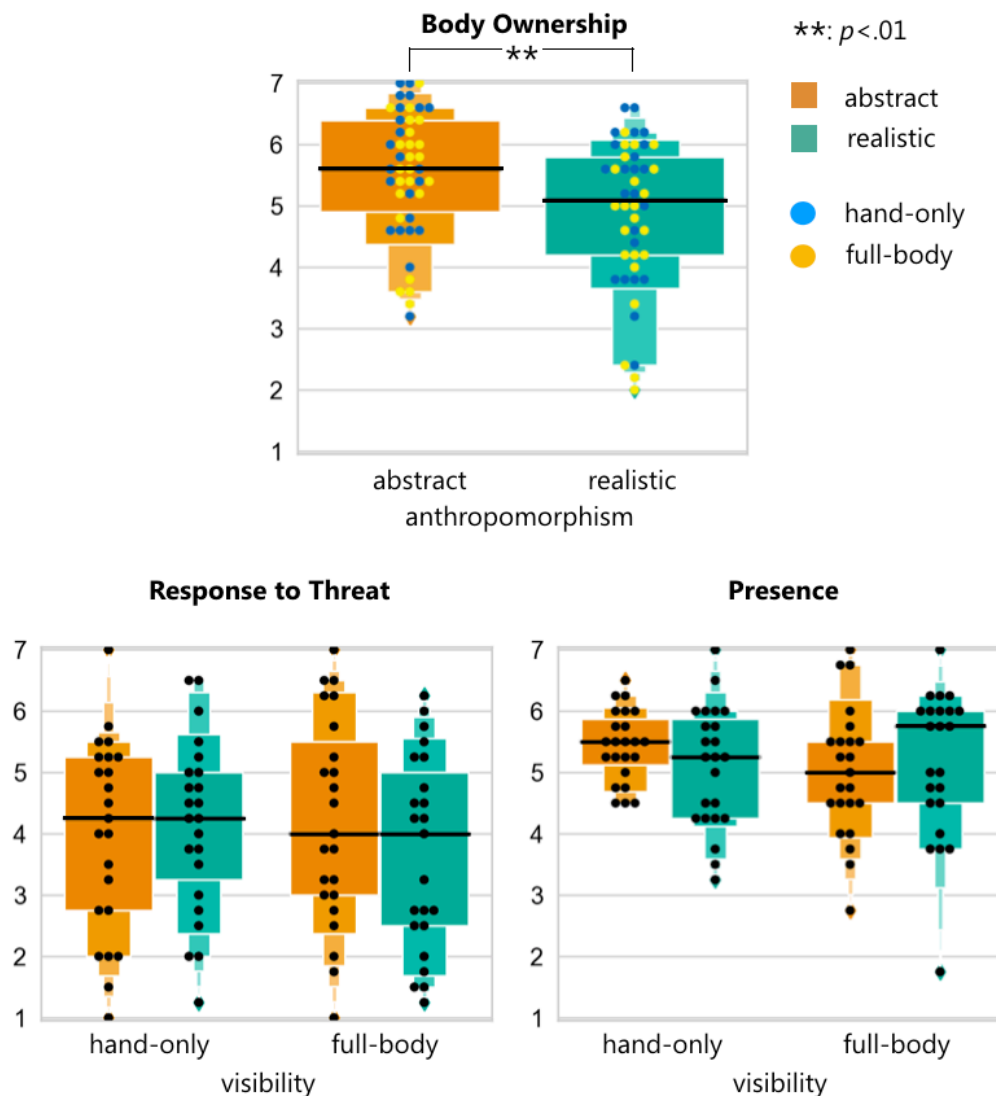 Body Ownership
**: p<.01
**
abstract
realistic
hand-only
full-body
7
6
5
4
3
2
1
abstract realistic
anthropomorphism
Response to Threat
7
6
5
4
3
2
1
hand-only full-body
visibility
Presence
7
6
5
4
3
2
1
hand-only full-body
visibility